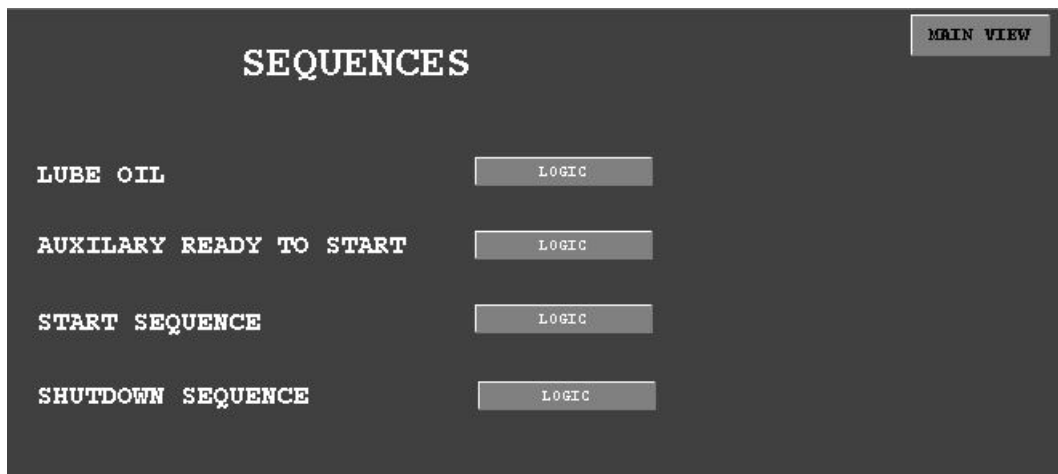 MAIN VIEW
SEQUENCES
LUBE OIL LOGIC
AUXILARY READY TO START LOGIC
START SEQUENCE LOGIC
SHUTDOWN SEQUENCE LOGIC